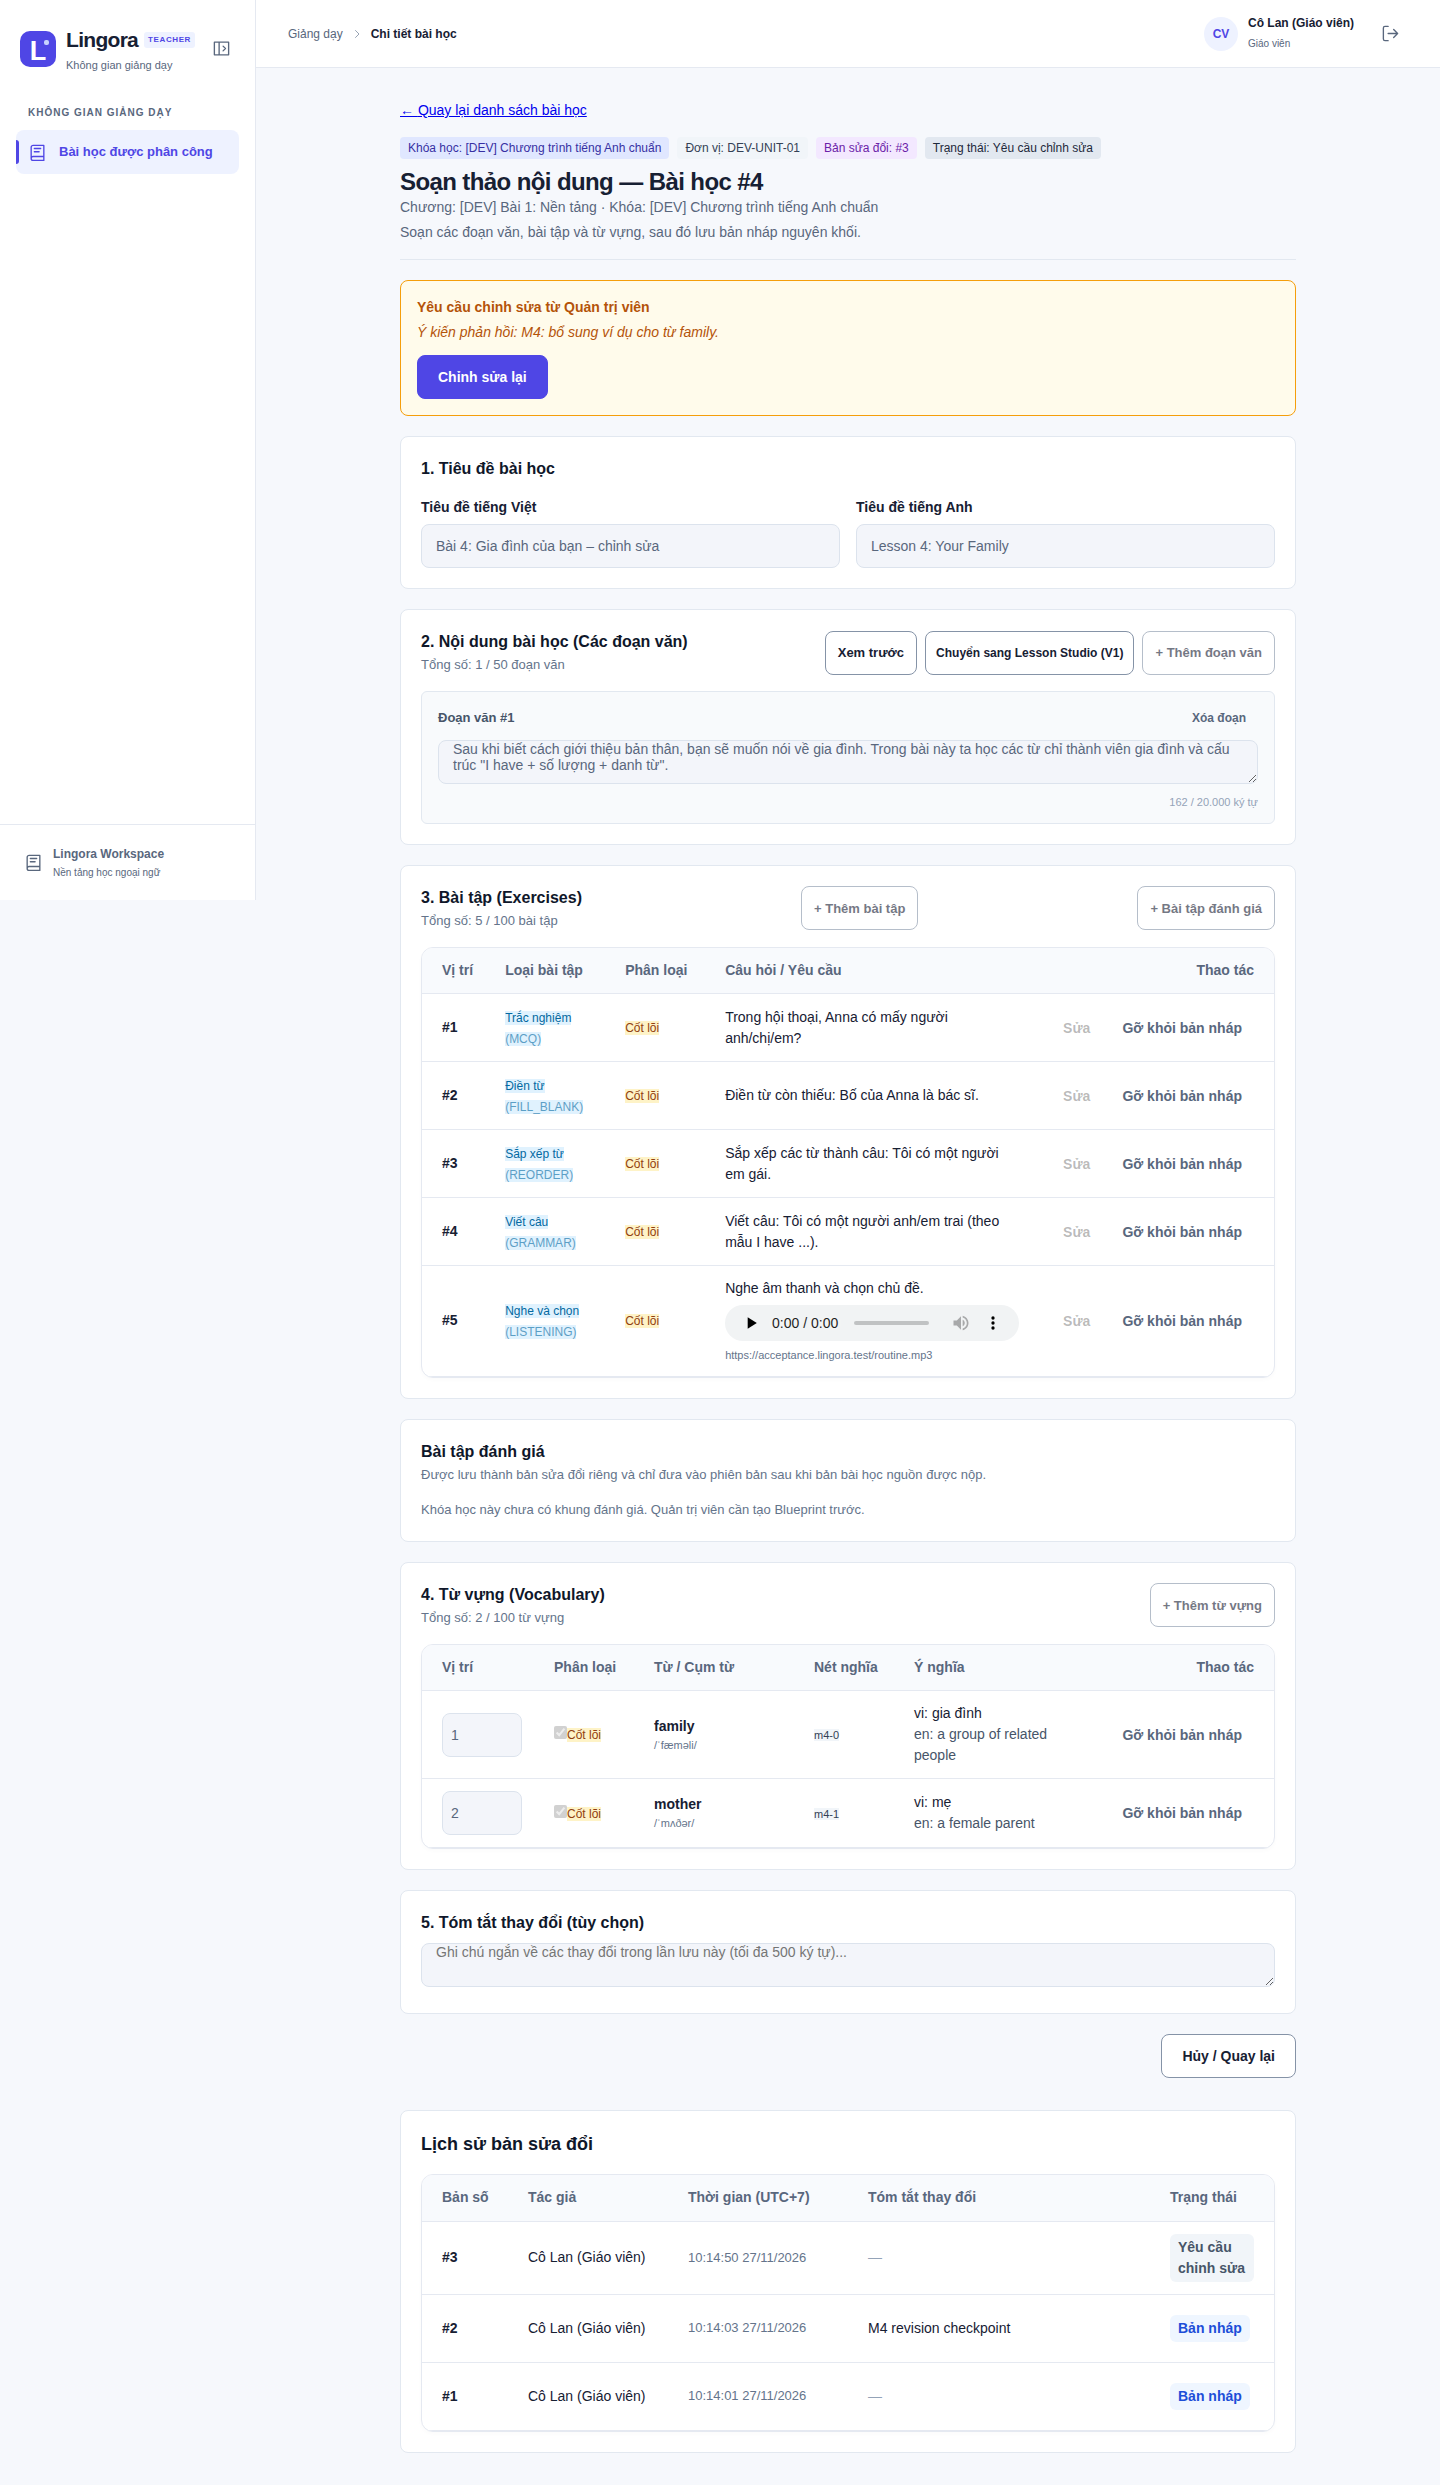 Lingora TEACHER
Không gian giảng dạy
KHÔNG GIAN GIẢNG DẠY
Bài học được phân công
Lingora Workspace
Nền tảng học ngoại ngữ
Giảng dạy > Chi tiết bài học
CV
Cô Lan (Giáo viên)
Giáo viên
← Quay lại danh sách bài học
Khóa học: [DEV] Chương trình tiếng Anh chuẩn Đơn vị: DEV-UNIT-01 Bản sửa đổi: #3 Trạng thái: Yêu cầu chỉnh sửa
Soạn thảo nội dung — Bài học #4
Chương: [DEV] Bài 1: Nền tảng · Khóa: [DEV] Chương trình tiếng Anh chuẩn
Soạn các đoạn văn, bài tập và từ vựng, sau đó lưu bản nháp nguyên khối.
Yêu cầu chỉnh sửa từ Quản trị viên
Ý kiến phản hồi: M4: bổ sung ví dụ cho từ family.
Chỉnh sửa lại
1. Tiêu đề bài học
Tiêu đề tiếng Việt Tiêu đề tiếng Anh
Bài 4: Gia đình của bạn – chỉnh sửa Lesson 4: Your Family
2. Nội dung bài học (Các đoạn văn)
Tổng số: 1 / 50 đoạn văn
Xem trước Chuyển sang Lesson Studio (V1) + Thêm đoạn văn
Đoạn văn #1 Xóa đoạn
Sau khi biết cách giới thiệu bản thân, bạn sẽ muốn nói về gia đình. Trong bài này ta học các từ chỉ thành viên gia đình và cấu
trúc "I have + số lượng + danh từ".
162 / 20.000 ký tự
3. Bài tập (Exercises)
Tổng số: 5 / 100 bài tập
+ Thêm bài tập + Bài tập đánh giá
Vị trí Loại bài tập Phân loại Câu hỏi / Yêu cầu Thao tác
#1 Trắc nghiệm (MCQ) Cốt lõi Trong hội thoại, Anna có mấy người anh/chị/em? Sửa Gỡ khỏi bản nháp
#2 Điền từ (FILL_BLANK) Cốt lõi Điền từ còn thiếu: Bố của Anna là bác sĩ. Sửa Gỡ khỏi bản nháp
#3 Sắp xếp từ (REORDER) Cốt lõi Sắp xếp các từ thành câu: Tôi có một người em gái. Sửa Gỡ khỏi bản nháp
#4 Viết câu (GRAMMAR) Cốt lõi Viết câu: Tôi có một người anh/em trai (theo mẫu I have ...). Sửa Gỡ khỏi bản nháp
#5 Nghe và chọn (LISTENING) Cốt lõi Nghe âm thanh và chọn chủ đề. Sửa Gỡ khỏi bản nháp
0:00 / 0:00
https://acceptance.lingora.test/routine.mp3
Bài tập đánh giá
Được lưu thành bản sửa đổi riêng và chỉ đưa vào phiên bản sau khi bản bài học nguồn được nộp.
Khóa học này chưa có khung đánh giá. Quản trị viên cần tạo Blueprint trước.
4. Từ vựng (Vocabulary)
Tổng số: 2 / 100 từ vựng
+ Thêm từ vựng
Vị trí Phân loại Từ / Cụm từ Nét nghĩa Ý nghĩa Thao tác
1 Cốt lõi family /ˈfæməli/ m4-0 vi: gia đình en: a group of related people Gỡ khỏi bản nháp
2 Cốt lõi mother /ˈmʌðər/ m4-1 vi: mẹ en: a female parent Gỡ khỏi bản nháp
5. Tóm tắt thay đổi (tùy chọn)
Ghi chú ngắn về các thay đổi trong lần lưu này (tối đa 500 ký tự)...
Hủy / Quay lại
Lịch sử bản sửa đổi
Bản số Tác giả Thời gian (UTC+7) Tóm tắt thay đổi Trạng thái
#3 Cô Lan (Giáo viên) 10:14:50 27/11/2026 — Yêu cầu chỉnh sửa
#2 Cô Lan (Giáo viên) 10:14:03 27/11/2026 M4 revision checkpoint Bản nháp
#1 Cô Lan (Giáo viên) 10:14:01 27/11/2026 — Bản nháp